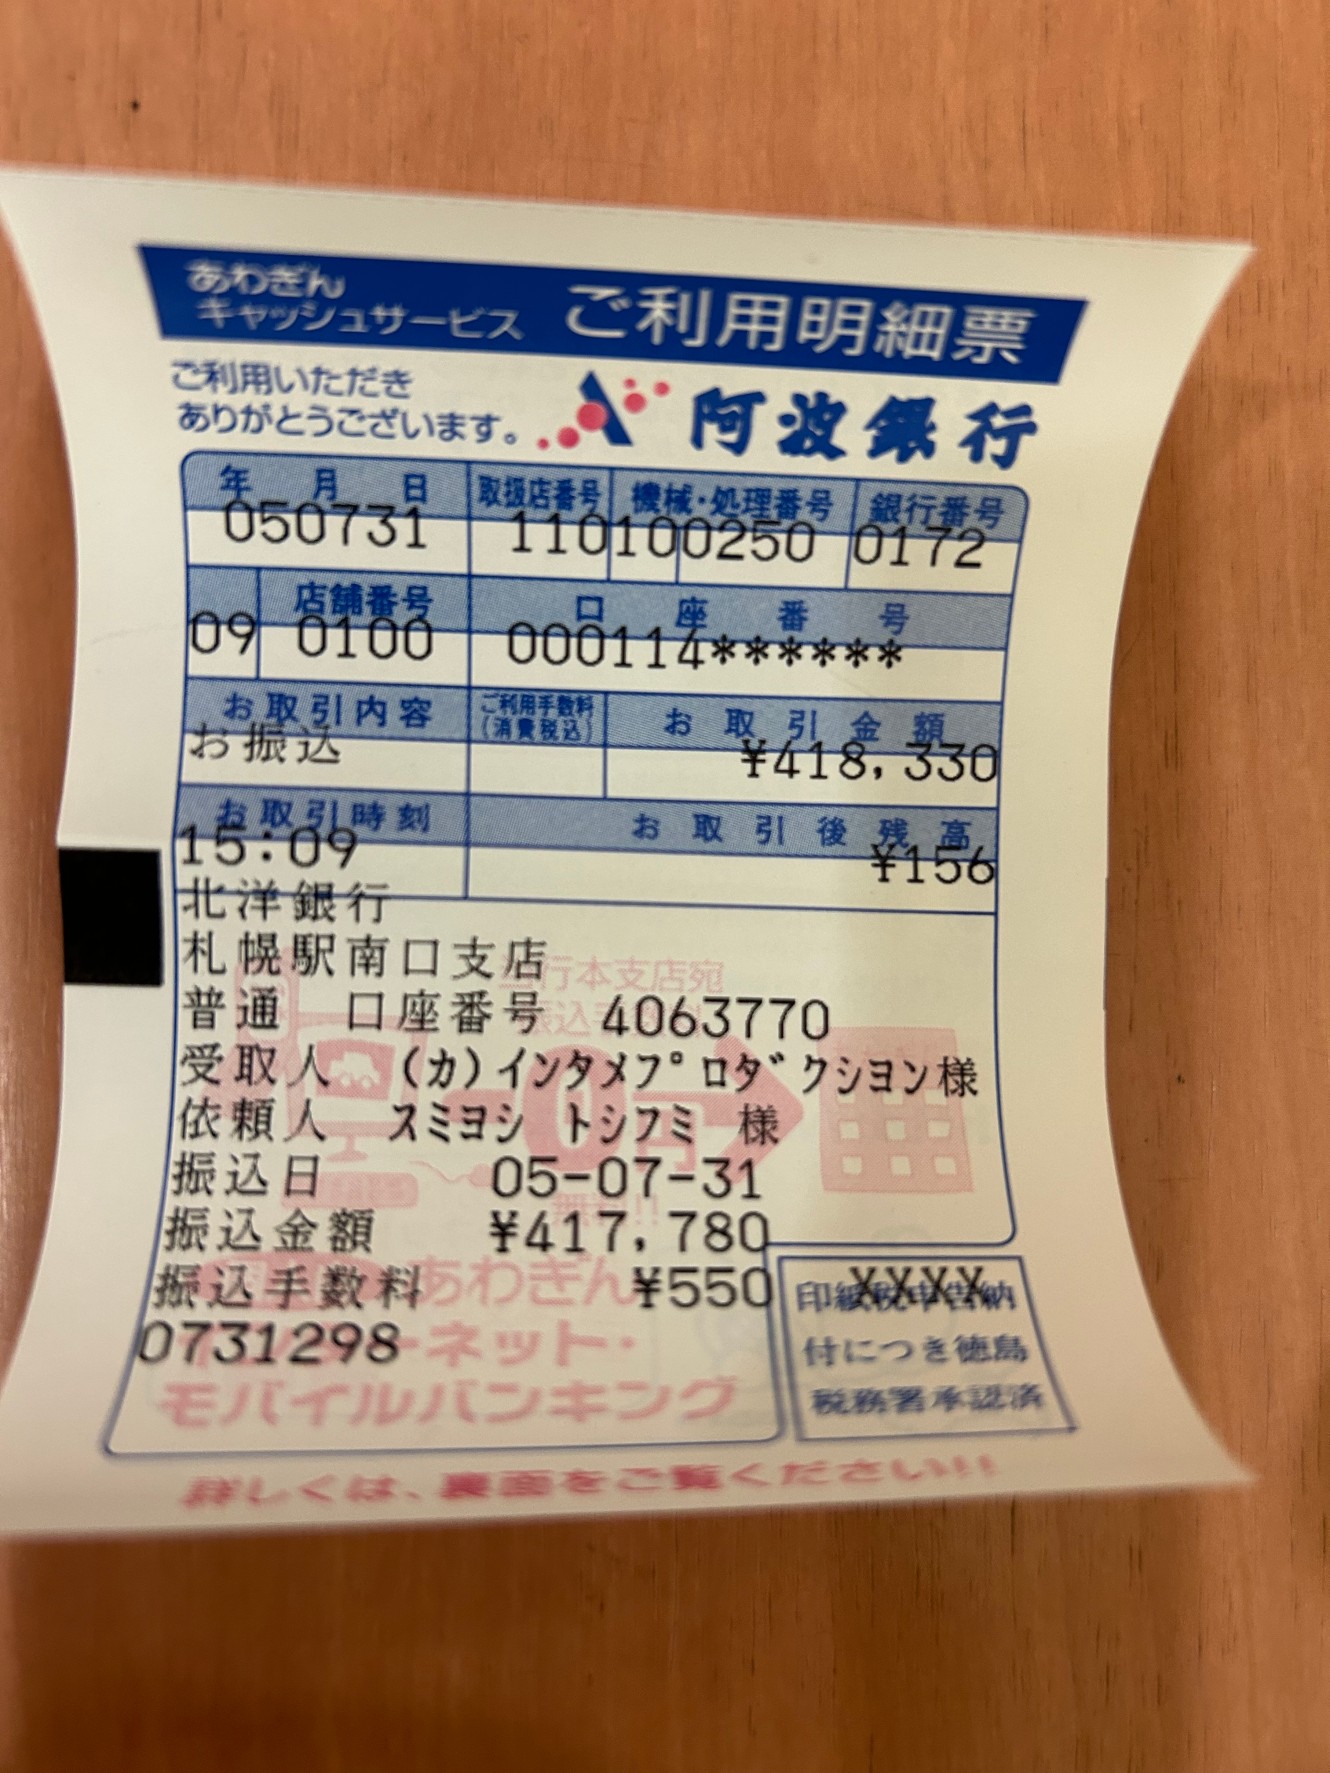 あわぎん
キャッシュサービス ご利用明細票
ご利用いただき
ありがとうございます。 阿波銀行
年 月 日 取扱店番号 機械・処理番号 銀行番号
050731 110100250 0172
店舗番号 口座番号
09 0100 000114******
お取引内容 ご利用手数料(消費税込) お取引金額
お振込 ¥418,330
お取引時刻 お取引後残高
15:09 ¥156
北洋銀行
札幌駅南口支店
普通 口座番号 4063770
受取人 (カ)インタメプロダクシヨン様
依頼人 スミヨシ トシフミ 様
振込日 05-07-31
振込金額 ¥417,780
振込手数料 ¥550
0731298
行本支店宛
無料!!
あわぎん
ネット・
モバイルバンキング
XXXX
印紙税申告納
付につき徳島
税務署承認済
詳しくは、裏面をご覧ください!!